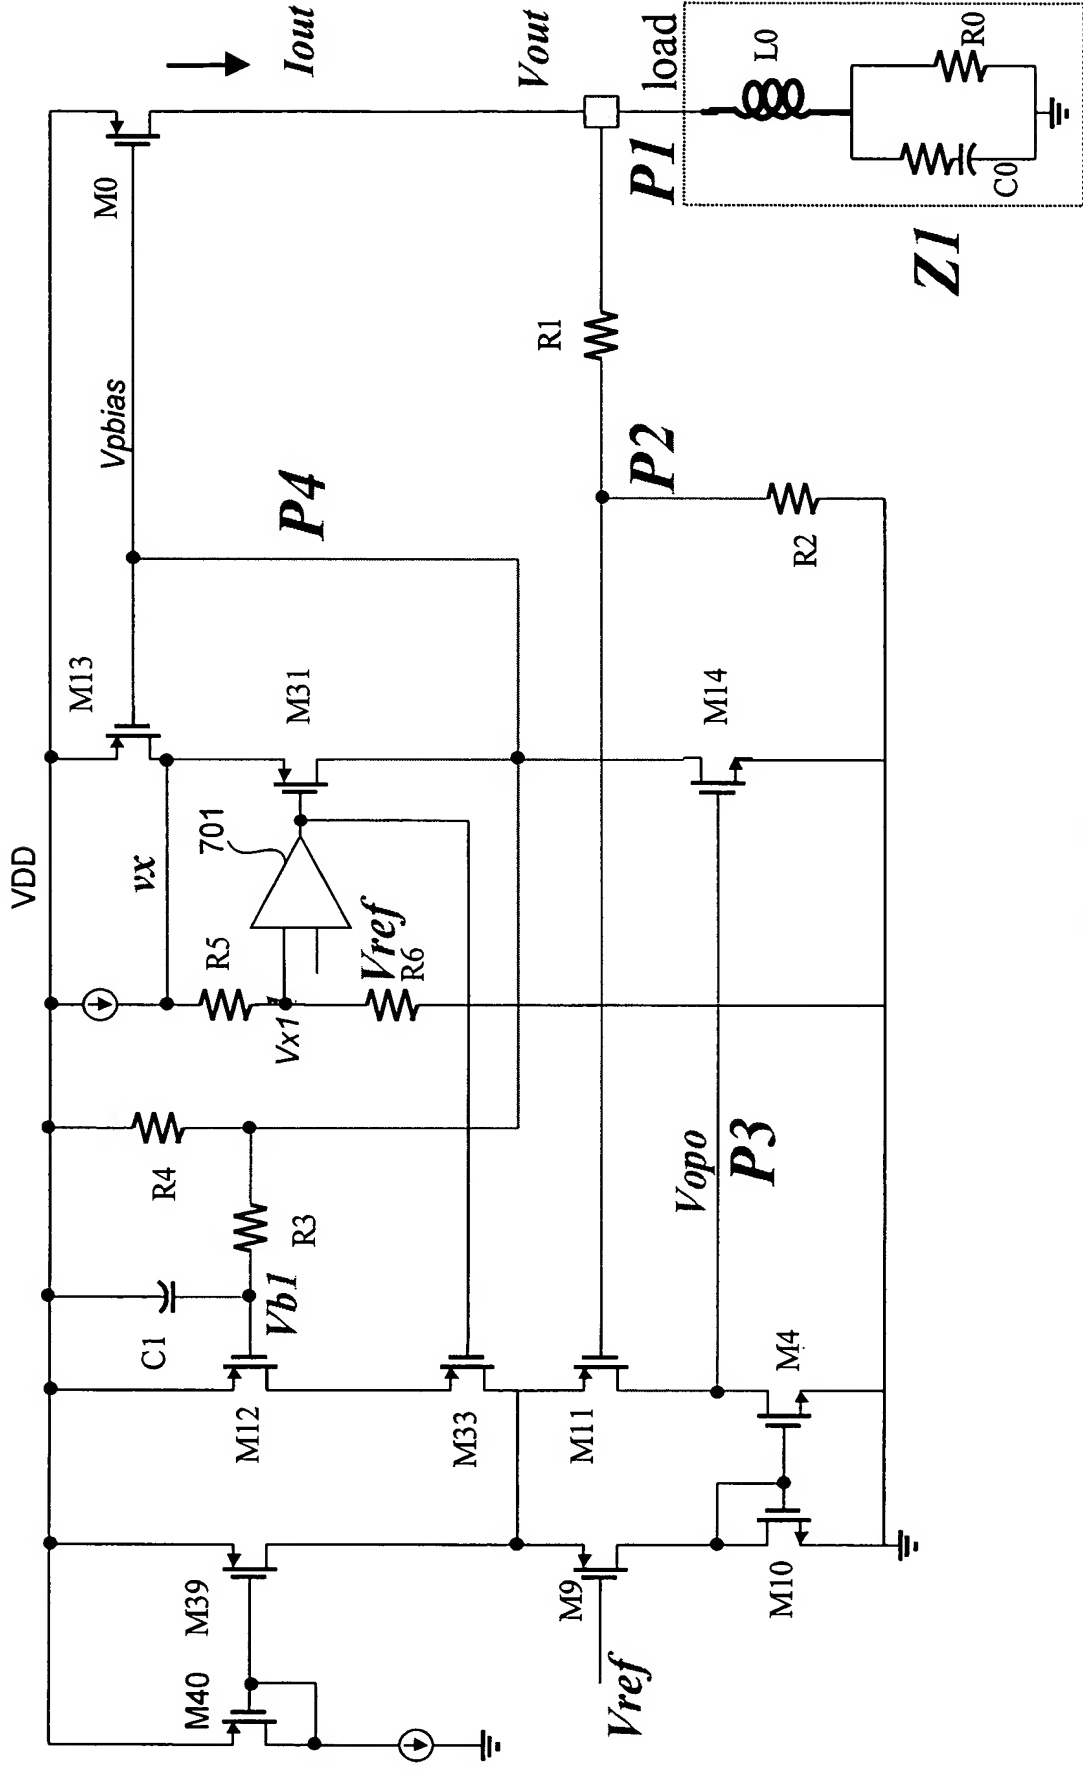 VDD
M40
M39
M12
C1
R4
R3
Vb1
M33
vx
R5
Vx1
701
Vref
R6
M13
M31
Vpbias
P4
M0
Iout
Vout
Vref
M9
M11
M10
M4
Vopo
P3
M14
P2
R2
R1
P1
load
L0
R0
C0
Z1